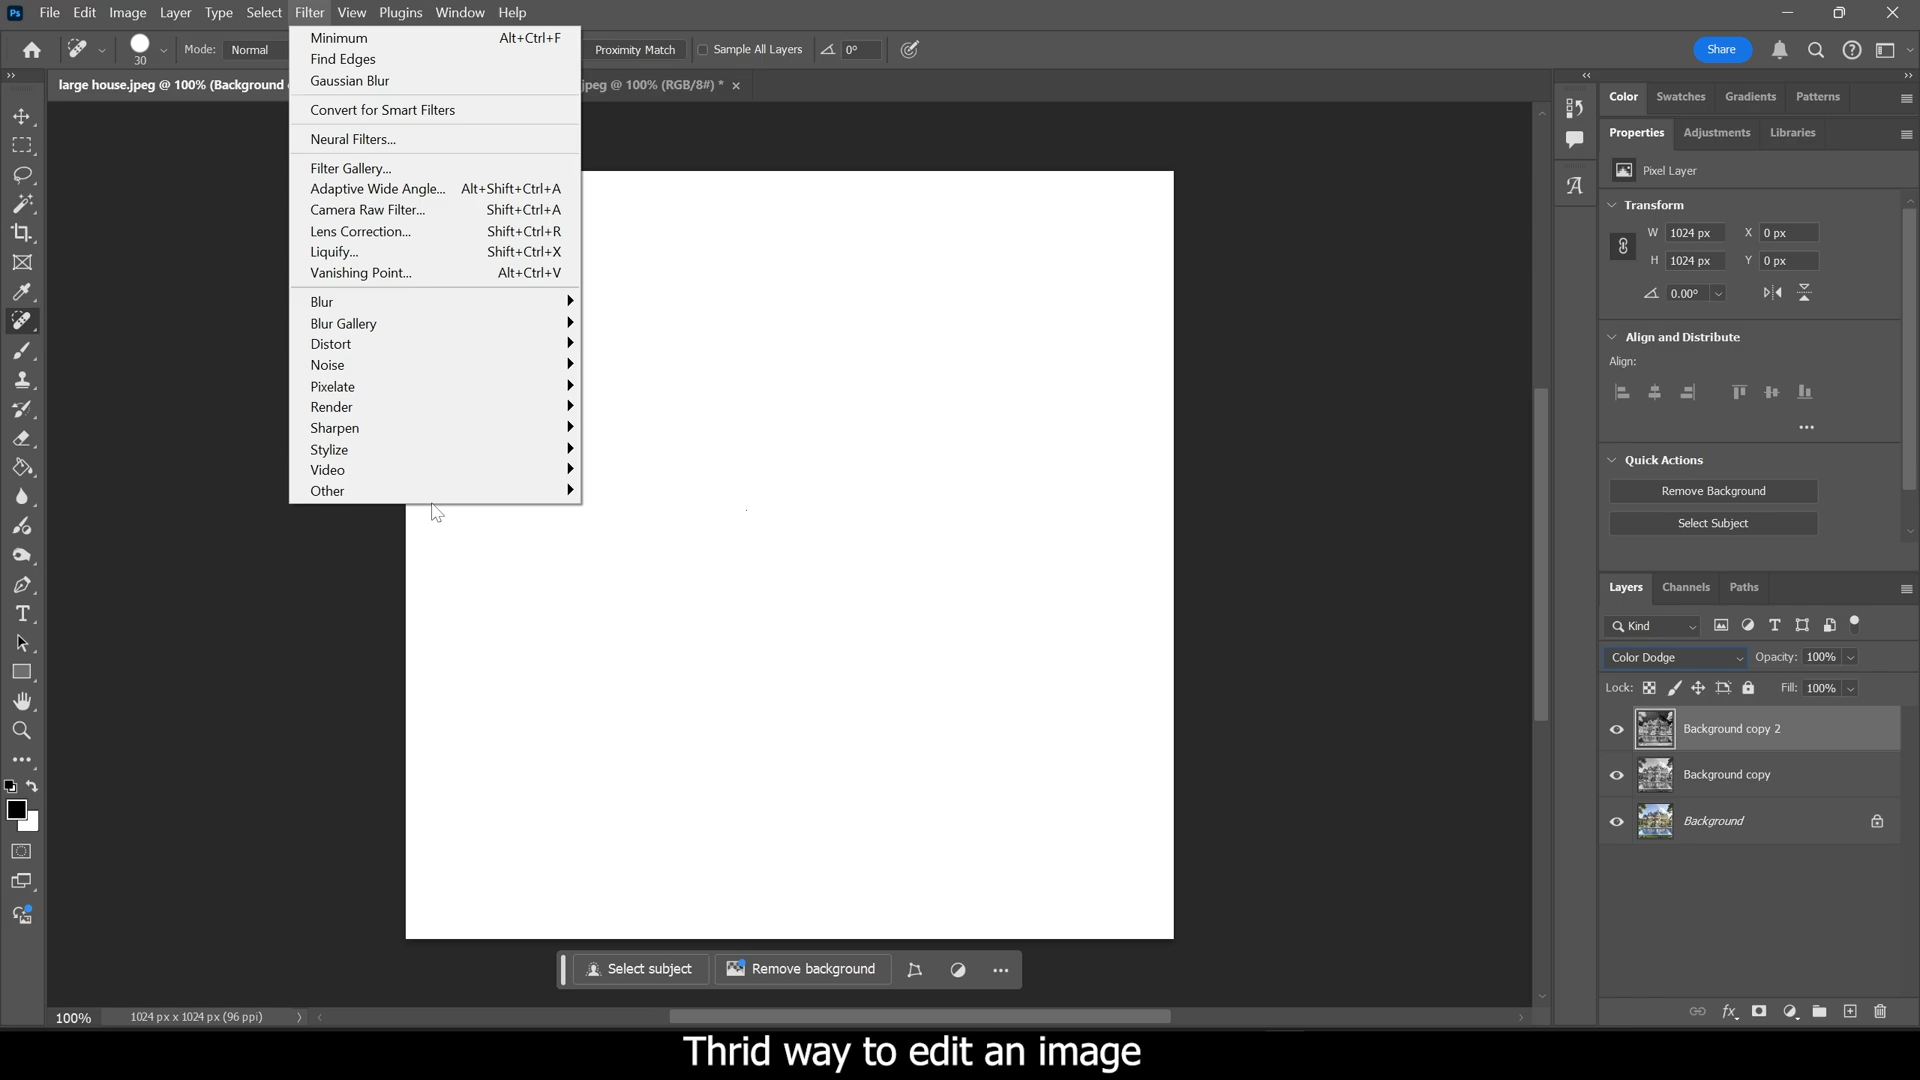 Ps File Edit Image Layer Type Select Filter View Plugins Window Help
30 Mode: Normal Proximity Match Sample All Layers 0° Share
large house.jpeg @ 100% (Background jpeg @ 100% (RGB/8#) *
Minimum Alt+Ctrl+F
Find Edges
Gaussian Blur
Convert for Smart Filters
Neural Filters...
Filter Gallery...
Adaptive Wide Angle... Alt+Shift+Ctrl+A
Camera Raw Filter... Shift+Ctrl+A
Lens Correction... Shift+Ctrl+R
Liquify... Shift+Ctrl+X
Vanishing Point... Alt+Ctrl+V
Blur
Blur Gallery
Distort
Noise
Pixelate
Render
Sharpen
Stylize
Video
Other
Color Swatches Gradients Patterns
Properties Adjustments Libraries
Pixel Layer
Transform
W 1024 px X 0 px
H 1024 px Y 0 px
0.00°
Align and Distribute
Align:
Quick Actions
Remove Background
Select Subject
Layers Channels Paths
Kind
Color Dodge Opacity: 100%
Lock: Fill: 100%
Background copy 2
Background copy
Background
Select subject Remove background
100% 1024 px x 1024 px (96 ppi)
Thrid way to edit an image